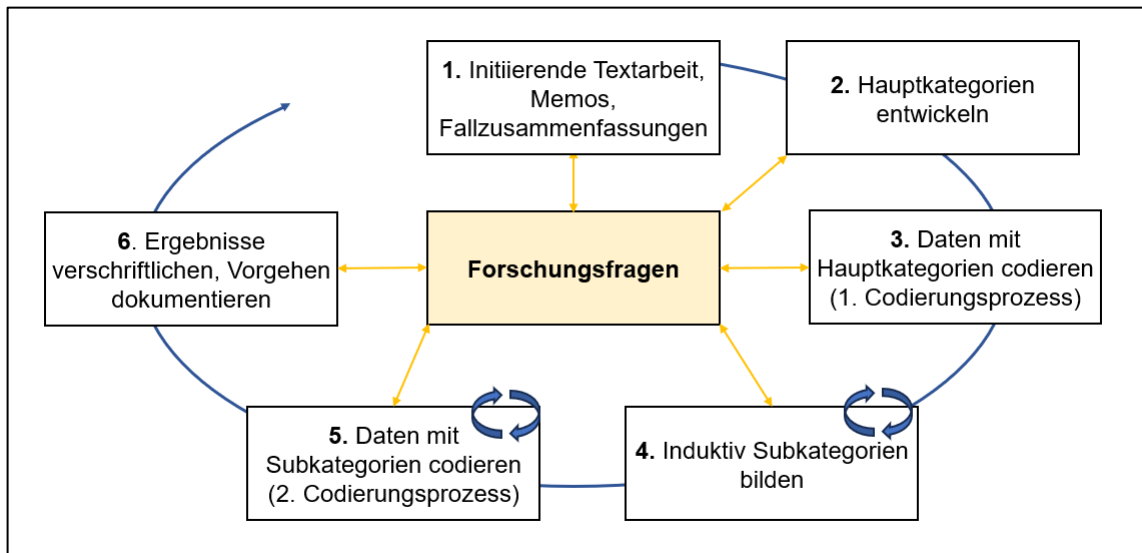 1. Initiierende Textarbeit,
Memos,
Fallzusammenfassungen
2. Hauptkategorien
entwickeln
3. Daten mit
Hauptkategorien codieren
(1. Codierungsprozess)
4. Induktiv Subkategorien
bilden
5. Daten mit
Subkategorien codieren
(2. Codierungsprozess)
6. Ergebnisse
verschriftlichen, Vorgehen
dokumentieren
Forschungsfragen